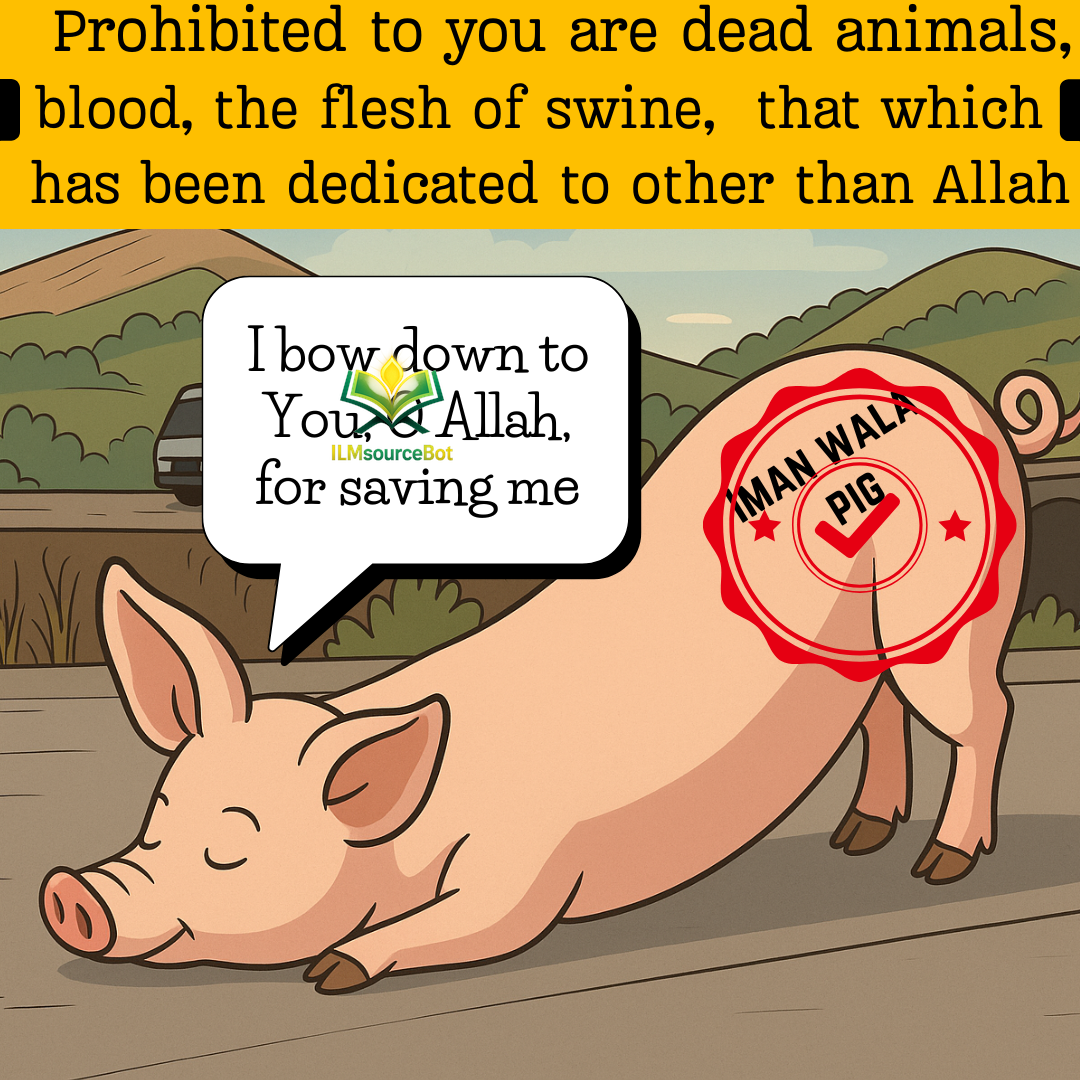 Prohibited to you are dead animals,
blood, the flesh of swine, that which
has been dedicated to other than Allah
I bow down to
You, O Allah,
for saving me
ILMsourceBot
IMAN WALA
PIG